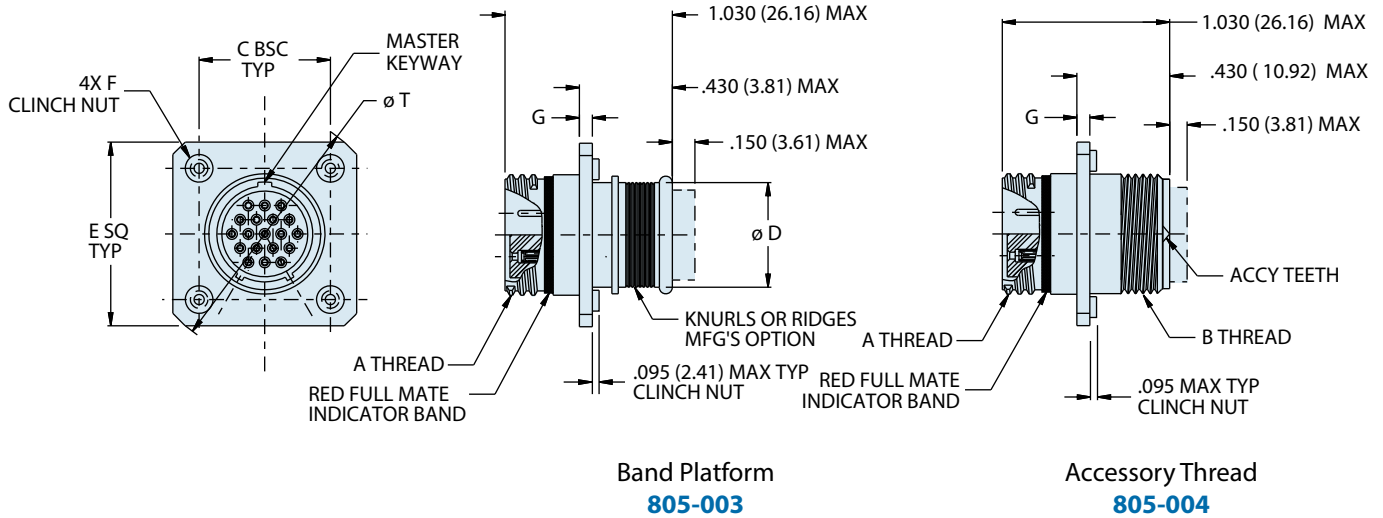 C BSC
TYP
MASTER
KEYWAY
4X F
CLINCH NUT
ø T
E SQ
TYP
1.030 (26.16) MAX
.430 (3.81) MAX
G
.150 (3.61) MAX
ø D
KNURLS OR RIDGES
MFG'S OPTION
A THREAD
RED FULL MATE
INDICATOR BAND
.095 (2.41) MAX TYP
CLINCH NUT
Band Platform
805-003
1.030 (26.16) MAX
.430 ( 10.92) MAX
G
.150 (3.81) MAX
ACCY TEETH
B THREAD
A THREAD
RED FULL MATE
INDICATOR BAND
.095 MAX TYP
CLINCH NUT
Accessory Thread
805-004